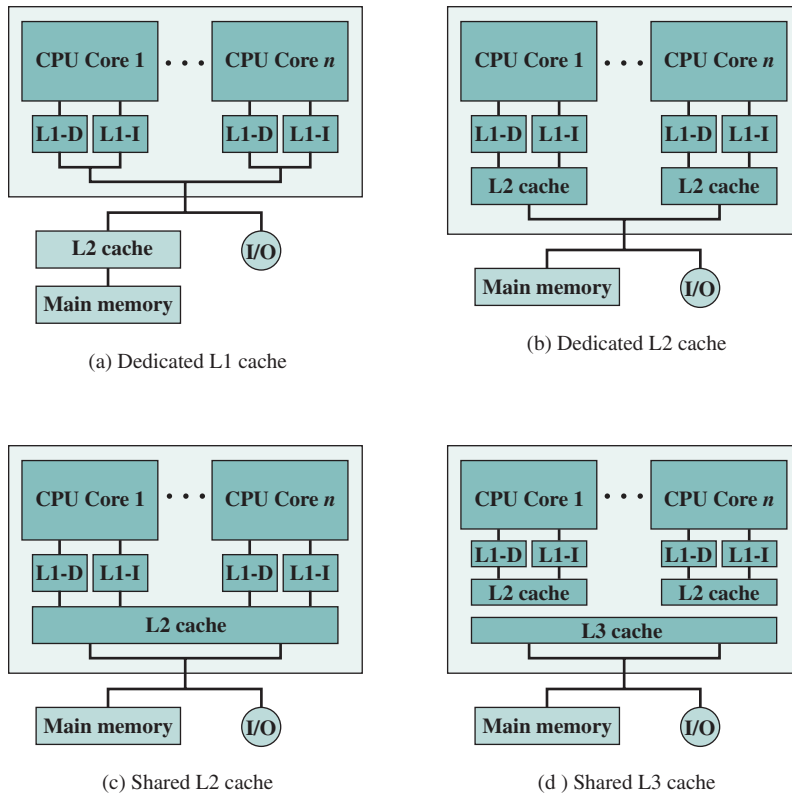 CPU Core 1 • • • CPU Core n
L1-D L1-I L1-D L1-I
L2 cache I/O
Main memory
(a) Dedicated L1 cache
CPU Core 1 • • • CPU Core n
L1-D L1-I L1-D L1-I
L2 cache L2 cache
Main memory I/O
(b) Dedicated L2 cache
CPU Core 1 • • • CPU Core n
L1-D L1-I L1-D L1-I
L2 cache
Main memory I/O
(c) Shared L2 cache
CPU Core 1 • • • CPU Core n
L1-D L1-I L1-D L1-I
L2 cache L2 cache
L3 cache
Main memory I/O
(d ) Shared L3 cache